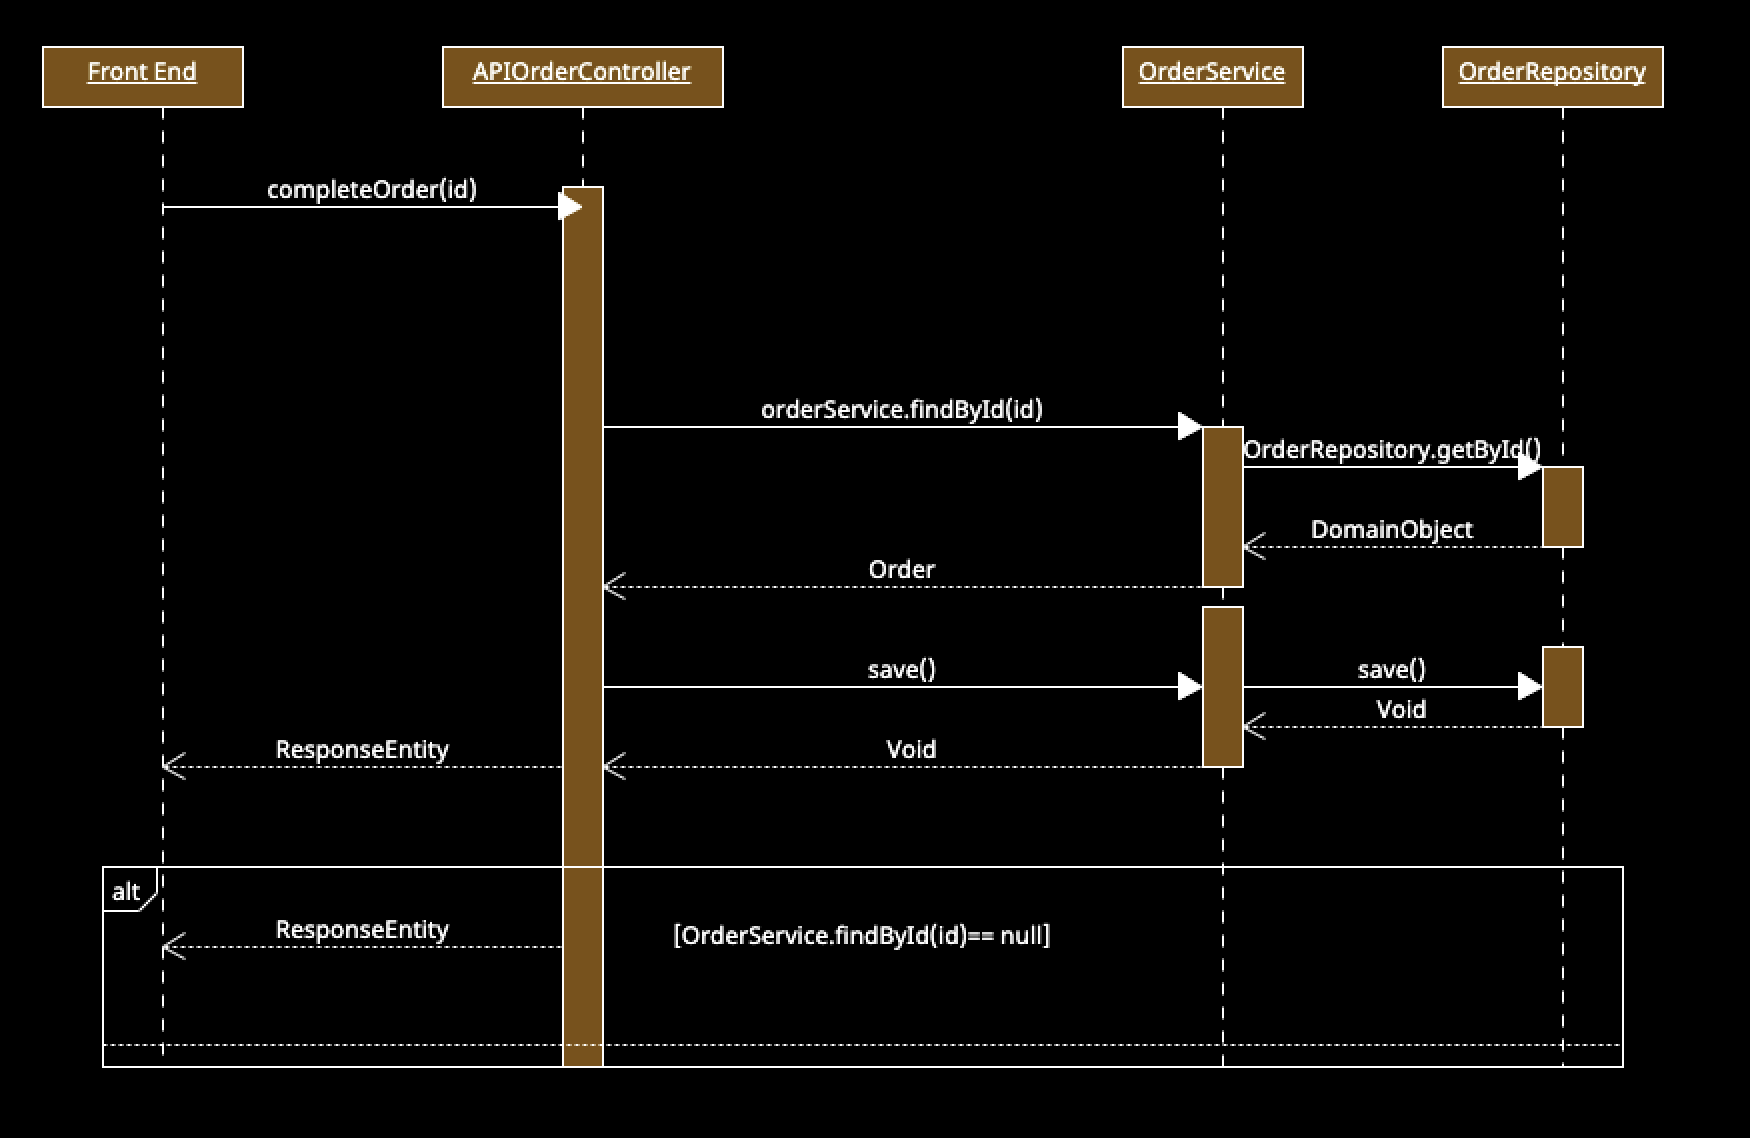 Front End
APIOrderController
OrderService
OrderRepository
completeOrder(id)
orderService.findById(id)
OrderRepository.getById()
DomainObject
Order
save()
save()
Void
ResponseEntity
Void
alt
ResponseEntity
[OrderService.findById(id)== null]